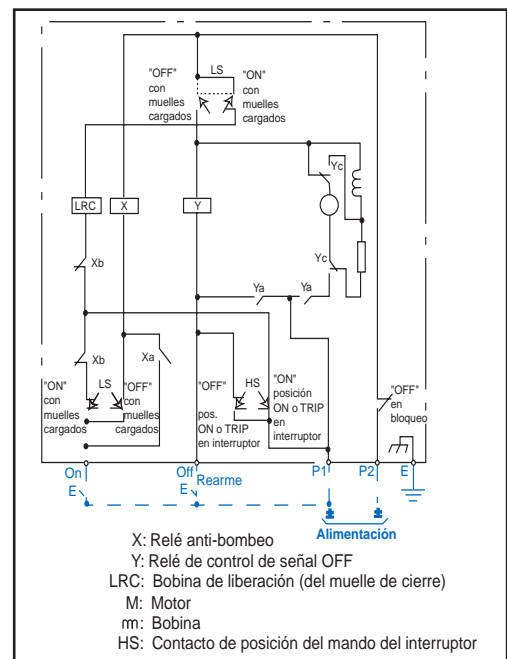 "OFF"
con
muelles
cargados
LS
"ON"
con
muelles
cargados
Yc
LRC
X
Y
Xb
Yc
Ya
Ya
Xb
Xa
"ON"
con
muelles
cargados
LS
"OFF"
con
muelles
cargados
"OFF"
pos.
ON o TRIP
en interruptor
HS
"ON"
posición
ON o TRIP
en
interruptor
"OFF"
en
bloqueo
On
Off
Rearme
P1
P2
E
E
E
Alimentación
X: Relé anti-bombeo
Y: Relé de control de señal OFF
LRC: Bobina de liberación (del muelle de cierre)
M: Motor
m: Bobina
HS: Contacto de posición del mando del interruptor